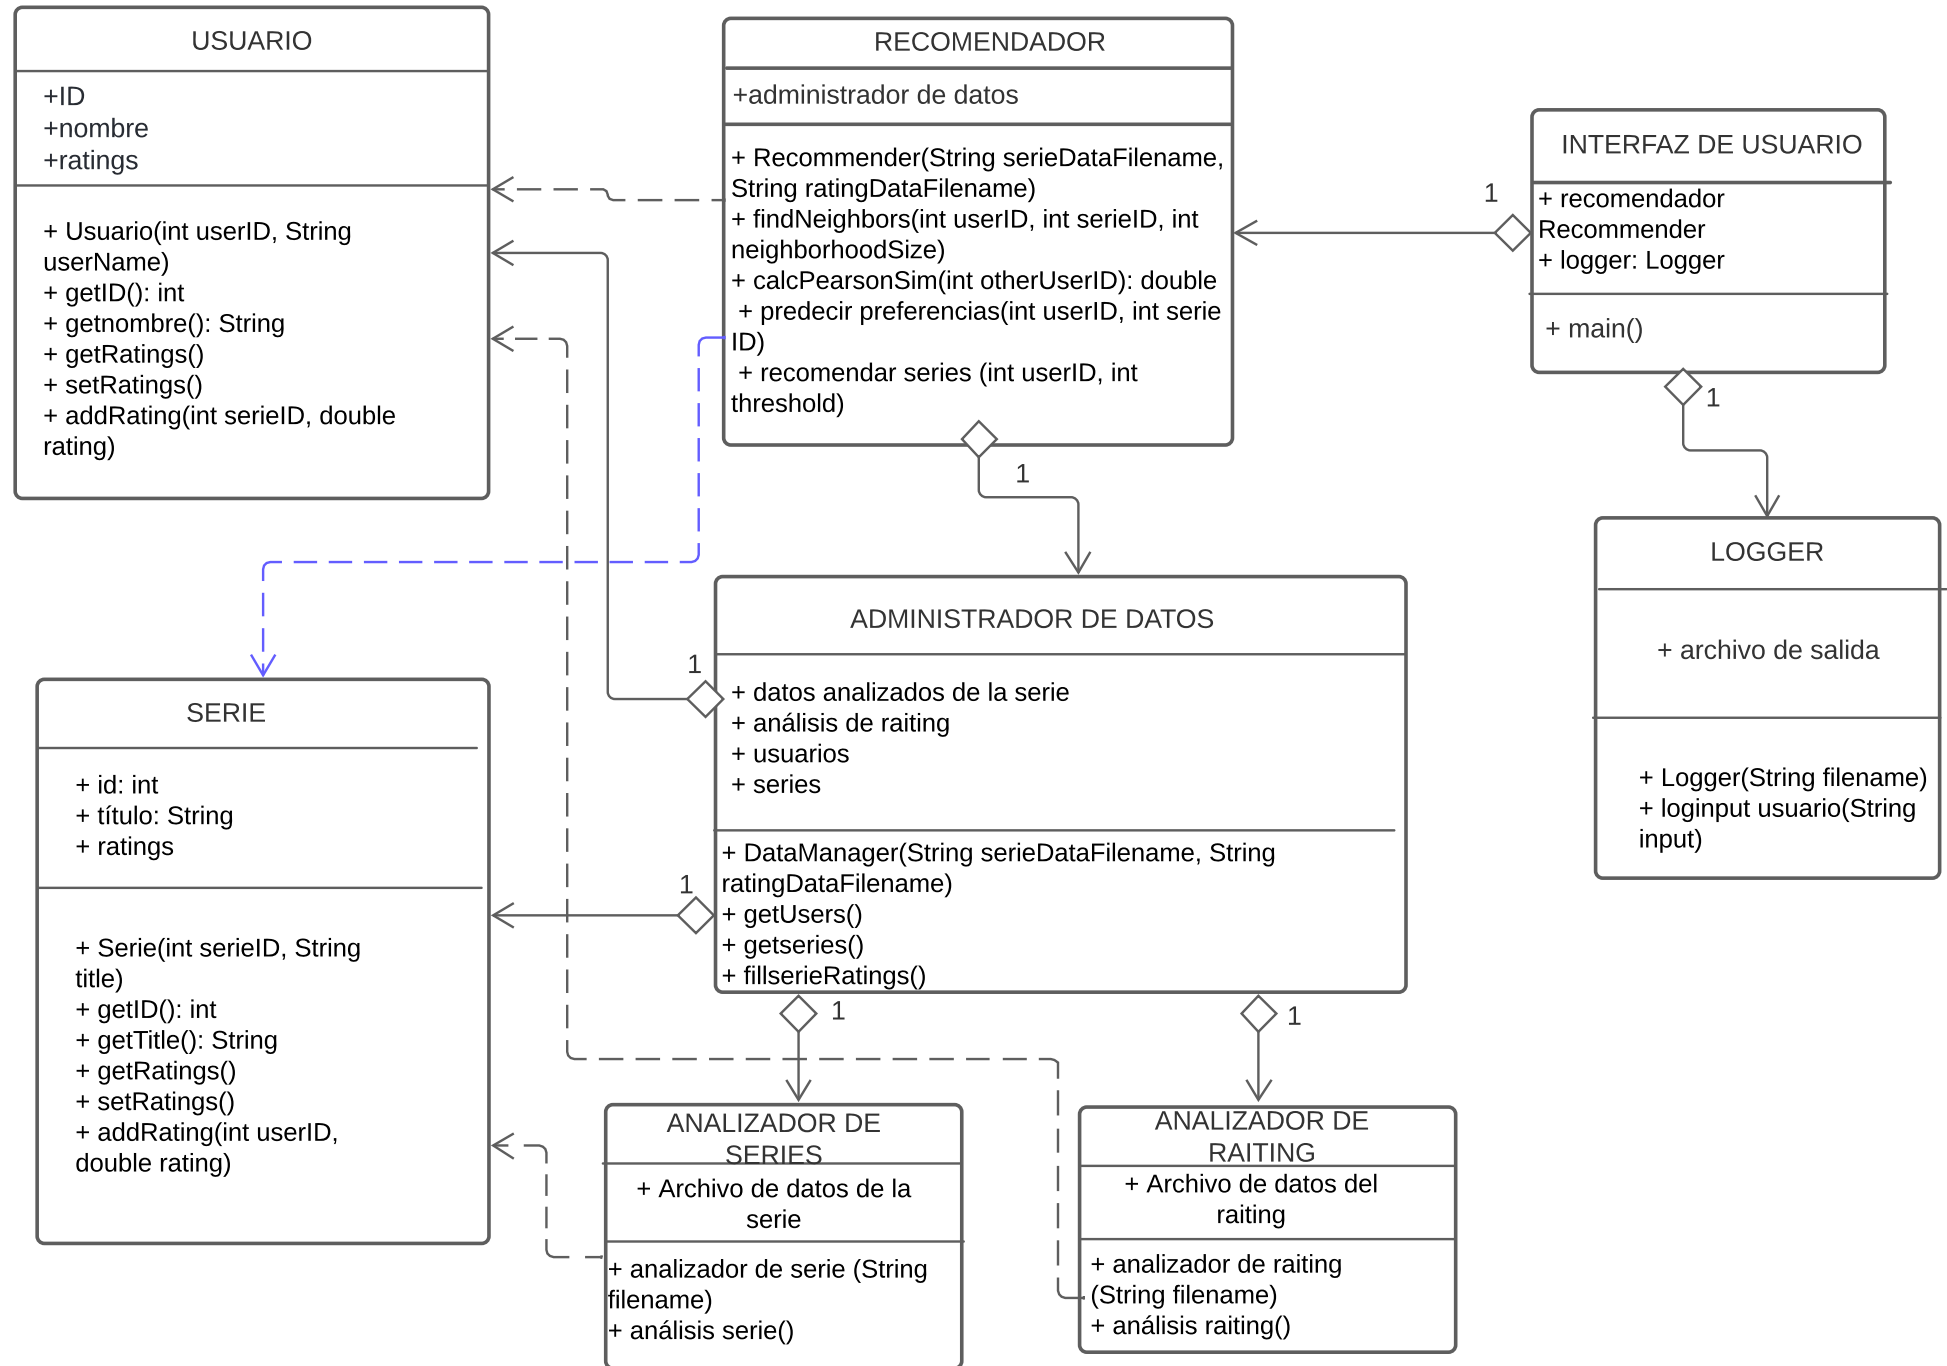 USUARIO
+ID
+nombre
+ratings
+ Usuario(int userID, String
userName)
+ getID(): int
+ getnombre(): String
+ getRatings()
+ setRatings()
+ addRating(int serieID, double
rating)
RECOMENDADOR
+administrador de datos
+ Recommender(String serieDataFilename,
String ratingDataFilename)
+ findNeighbors(int userID, int serieID, int
neighborhoodSize)
+ calcPearsonSim(int otherUserID): double
+ predecir preferencias(int userID, int serie
ID)
+ recomendar series (int userID, int
threshold)
1
1
INTERFAZ DE USUARIO
+ recomendador
Recommender
+ logger: Logger
+ main()
1
LOGGER
+ archivo de salida
+ Logger(String filename)
+ loginput usuario(String
input)
ADMINISTRADOR DE DATOS
1
+ datos analizados de la serie
+ análisis de raiting
+ usuarios
+ series
1
+ DataManager(String serieDataFilename, String
ratingDataFilename)
+ getUsers()
+ getseries()
+ fillserieRatings()
1
1
SERIE
+ id: int
+ título: String
+ ratings
+ Serie(int serieID, String
title)
+ getID(): int
+ getTitle(): String
+ getRatings()
+ setRatings()
+ addRating(int userID,
double rating)
ANALIZADOR DE
SERIES
+ Archivo de datos de la
serie
+ analizador de serie (String
filename)
+ análisis serie()
ANALIZADOR DE
RAITING
+ Archivo de datos del
raiting
+ analizador de raiting
(String filename)
+ análisis raiting()